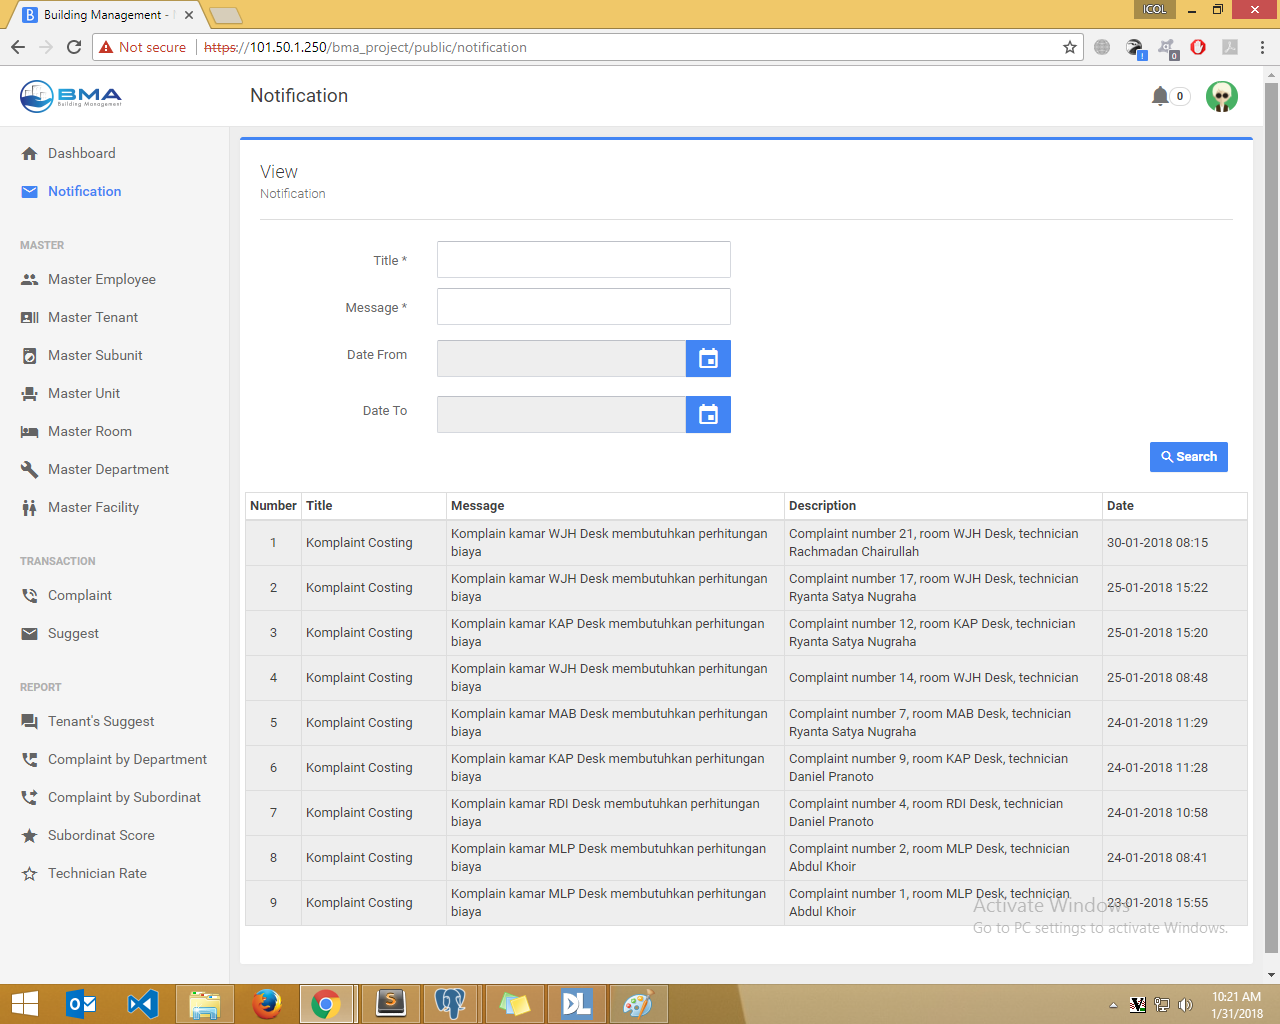 Building Management - N
ICOL
Not secure
https://101.50.1.250/bma_project/public/notification
BMA
Building Management
Notification
0
Dashboard
Notification
MASTER
Master Employee
Master Tenant
Master Subunit
Master Unit
Master Room
Master Department
Master Facility
TRANSACTION
Complaint
Suggest
REPORT
Tenant's Suggest
Complaint by Department
Complaint by Subordinat
Subordinat Score
Technician Rate
View
Notification
Title *
Message *
Date From
Date To
Search
Number Title Message Description Date
1 Komplaint Costing Komplain kamar WJH Desk membutuhkan perhitungan biaya Complaint number 21, room WJH Desk, technician Rachmadan Chairullah 30-01-2018 08:15
2 Komplaint Costing Komplain kamar WJH Desk membutuhkan perhitungan biaya Complaint number 17, room WJH Desk, technician Ryanta Satya Nugraha 25-01-2018 15:22
3 Komplaint Costing Komplain kamar KAP Desk membutuhkan perhitungan biaya Complaint number 12, room KAP Desk, technician Ryanta Satya Nugraha 25-01-2018 15:20
4 Komplaint Costing Komplain kamar WJH Desk membutuhkan perhitungan biaya Complaint number 14, room WJH Desk, technician 25-01-2018 08:48
5 Komplaint Costing Komplain kamar MAB Desk membutuhkan perhitungan biaya Complaint number 7, room MAB Desk, technician Ryanta Satya Nugraha 24-01-2018 11:29
6 Komplaint Costing Komplain kamar KAP Desk membutuhkan perhitungan biaya Complaint number 9, room KAP Desk, technician Daniel Pranoto 24-01-2018 11:28
7 Komplaint Costing Komplain kamar RDI Desk membutuhkan perhitungan biaya Complaint number 4, room RDI Desk, technician Daniel Pranoto 24-01-2018 10:58
8 Komplaint Costing Komplain kamar MLP Desk membutuhkan perhitungan biaya Complaint number 2, room MLP Desk, technician Abdul Khoir 24-01-2018 08:41
9 Komplaint Costing Komplain kamar MLP Desk membutuhkan perhitungan biaya Complaint number 1, room MLP Desk, technician Abdul Khoir 23-01-2018 15:55
Activate Windows
Go to PC settings to activate Windows.
DL
10:21 AM
1/31/2018